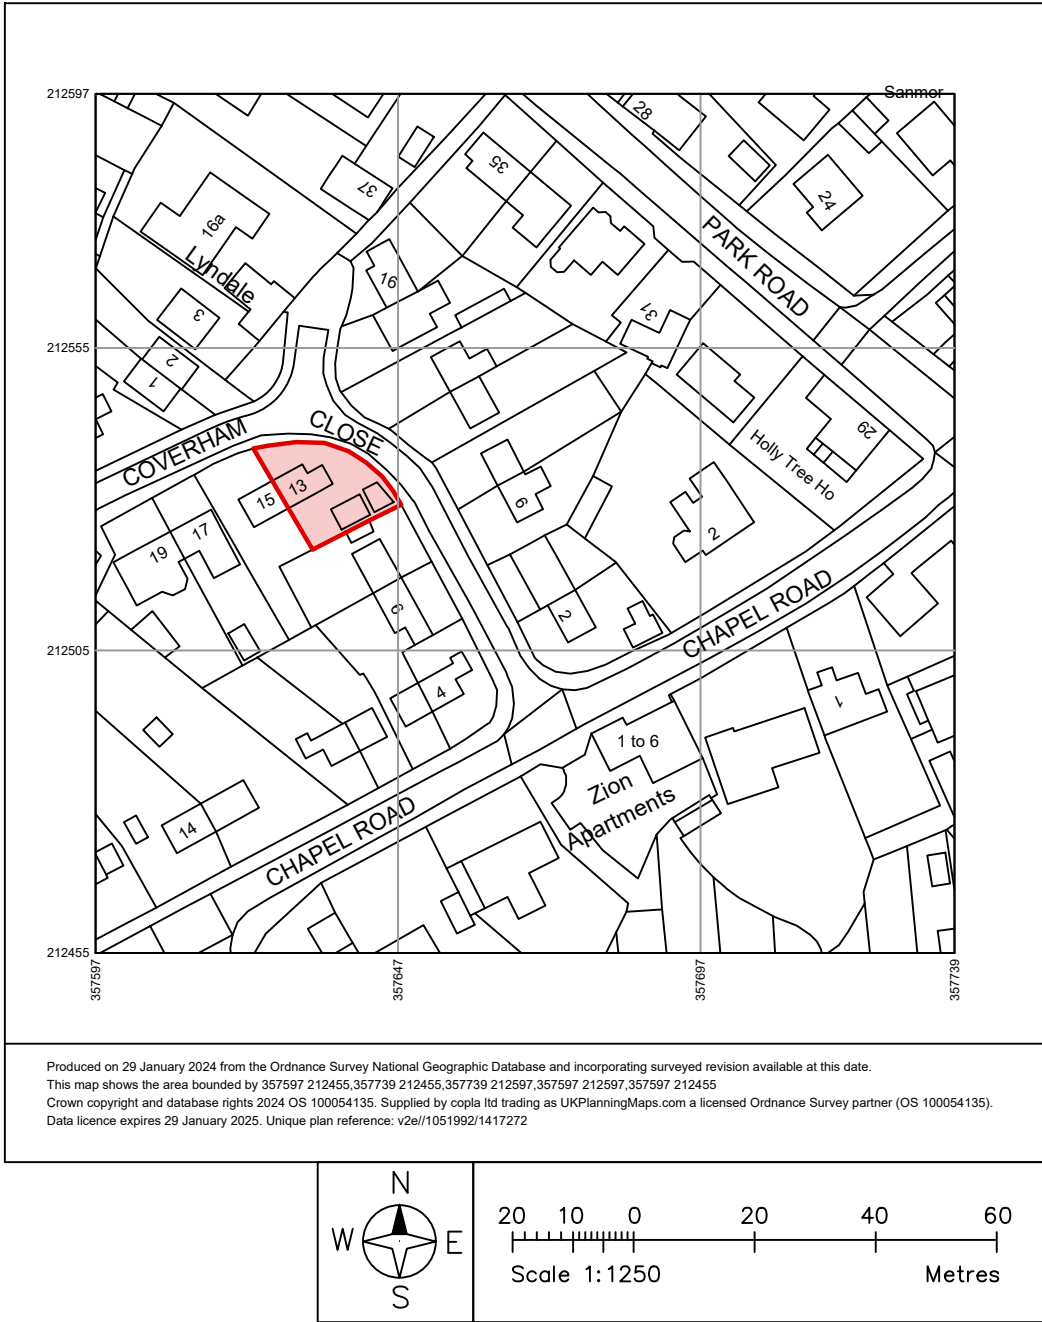 212597
Sanmor
28
35
37
24
16a
PARK ROAD
Lyndale
16
3
31
212555
2
1
CLOSE
COVERHAM
29
Holly Tree Ho
13
15
9
17
2
19
6
2
CHAPEL ROAD
212505
4
1
1 to 6
Zion
Apartments
CHAPEL ROAD
14
212455
357597
357647
357697
357739
Produced on 29 January 2024 from the Ordnance Survey National Geographic Database and incorporating surveyed revision available at this date.
This map shows the area bounded by 357597 212455,357739 212455,357739 212597,357597 212597,357597 212455
Crown copyright and database rights 2024 OS 100054135. Supplied by copla ltd trading as UKPlanningMaps.com a licensed Ordnance Survey partner (OS 100054135).
Data licence expires 29 January 2025. Unique plan reference: v2e//1051992/1417272
N
W E
S
20 10 0 20 40 60
Scale 1:1250 Metres